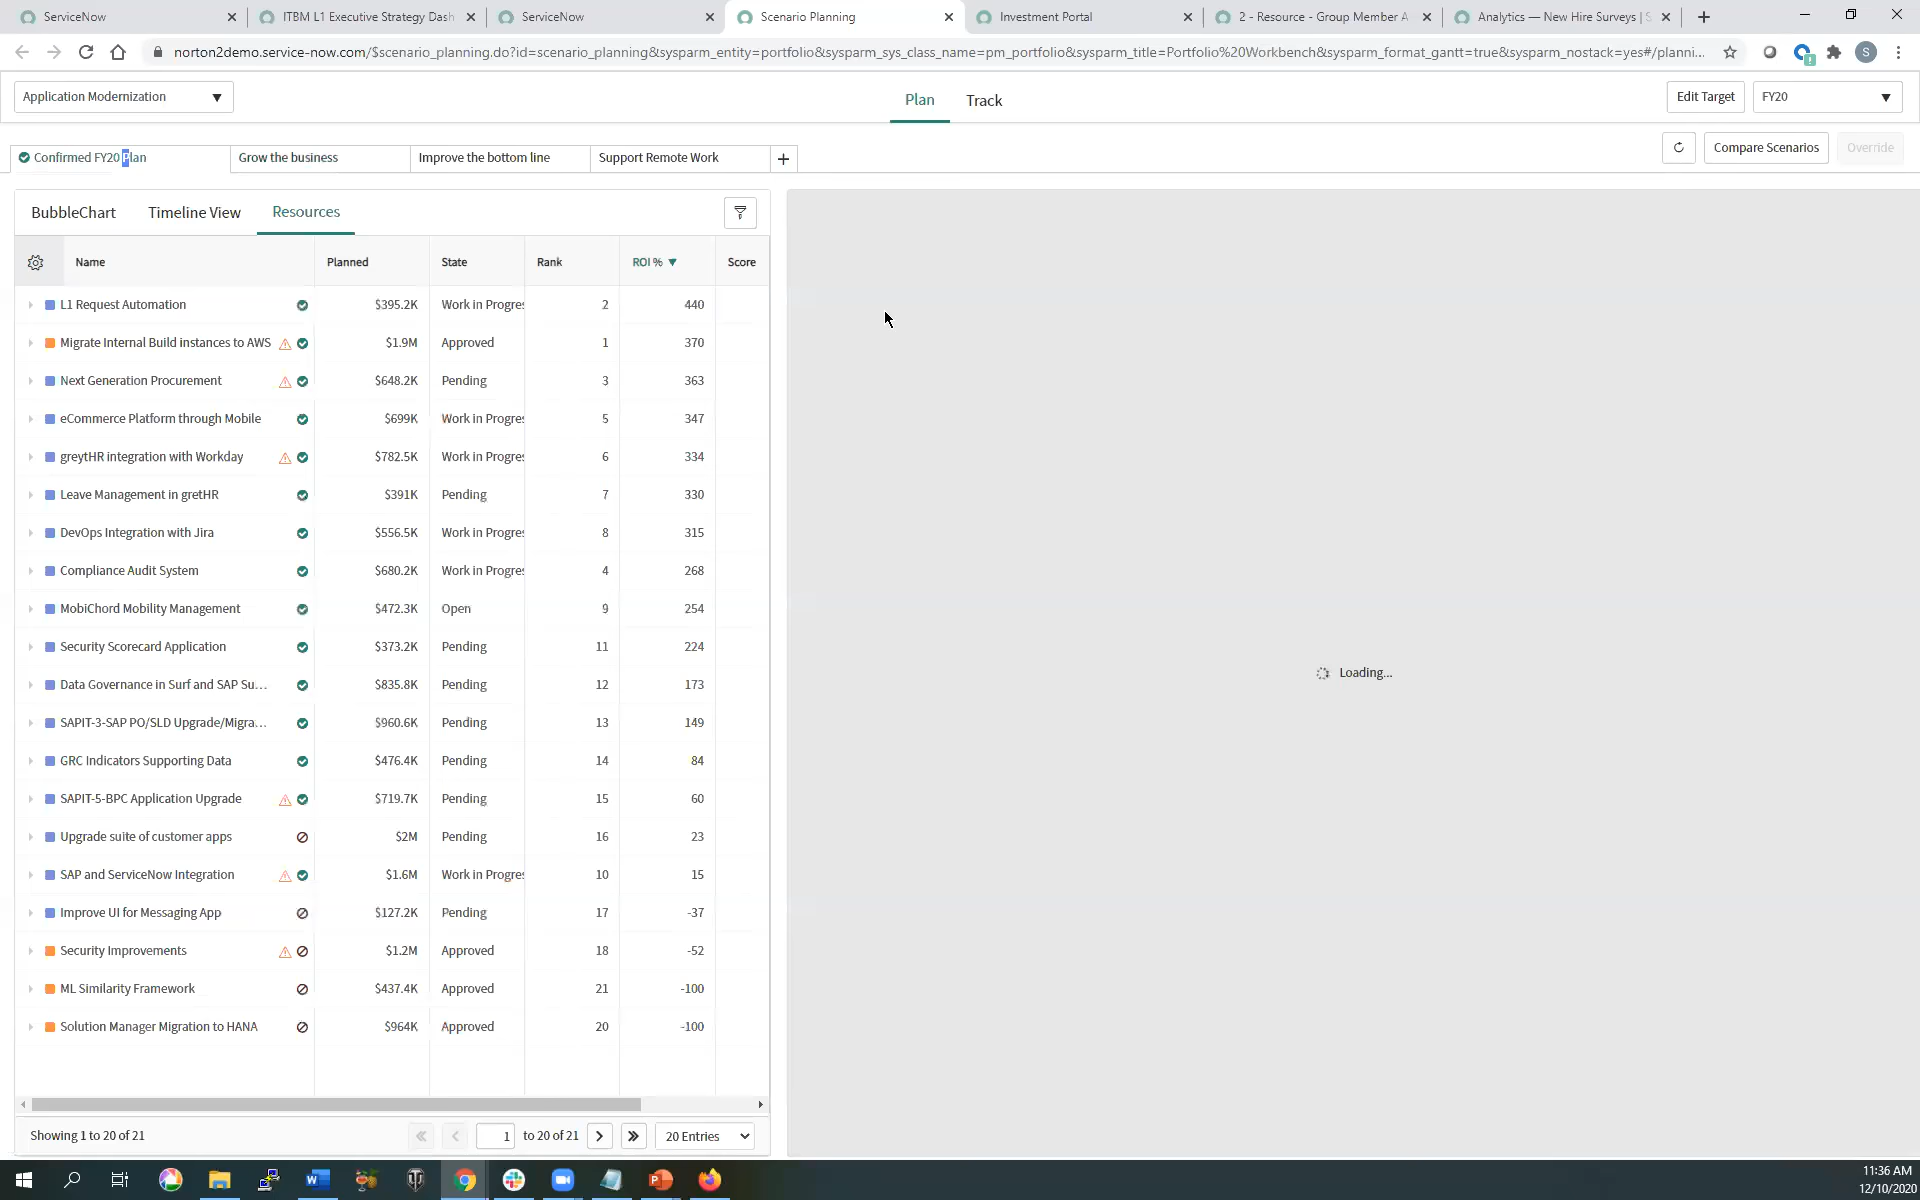 ServiceNow
ITBM L1 Executive Strategy Dash
ServiceNow
Scenario Planning
Investment Portal
2 - Resource - Group Member A
Analytics — New Hire Surveys | S
norton2demo.service-now.com/$scenario_planning.do?id=scenario_planning&sysparm_entity=portfolio&sysparm_sys_class_name=pm_portfolio&sysparm_title=Portfolio%20Workbench&sysparm_format_gantt=true&sysparm_nostack=yes#/planni...
S
Application Modernization
Plan
Track
Edit Target
FY20
Confirmed FY20 Plan
Grow the business
Improve the bottom line
Support Remote Work
+
Compare Scenarios
Override
BubbleChart
Timeline View
Resources
Name Planned State Rank ROI % ▼ Score
L1 Request Automation $395.2K Work in Progres 2 440
Migrate Internal Build instances to AWS $1.9M Approved 1 370
Next Generation Procurement $648.2K Pending 3 363
eCommerce Platform through Mobile $699K Work in Progres 5 347
greytHR integration with Workday $782.5K Work in Progres 6 334
Leave Management in gretHR $391K Pending 7 330
DevOps Integration with Jira $556.5K Work in Progres 8 315
Compliance Audit System $680.2K Work in Progres 4 268
MobiChord Mobility Management $472.3K Open 9 254
Security Scorecard Application $373.2K Pending 11 224
Data Governance in Surf and SAP Su... $835.8K Pending 12 173
SAPIT-3-SAP PO/SLD Upgrade/Migra... $960.6K Pending 13 149
GRC Indicators Supporting Data $476.4K Pending 14 84
SAPIT-5-BPC Application Upgrade $719.7K Pending 15 60
Upgrade suite of customer apps $2M Pending 16 23
SAP and ServiceNow Integration $1.6M Work in Progres 10 15
Improve UI for Messaging App $127.2K Pending 17 -37
Security Improvements $1.2M Approved 18 -52
ML Similarity Framework $437.4K Approved 21 -100
Solution Manager Migration to HANA $964K Approved 20 -100
Loading...
Showing 1 to 20 of 21
1 to 20 of 21
20 Entries
11:36 AM
12/10/2020